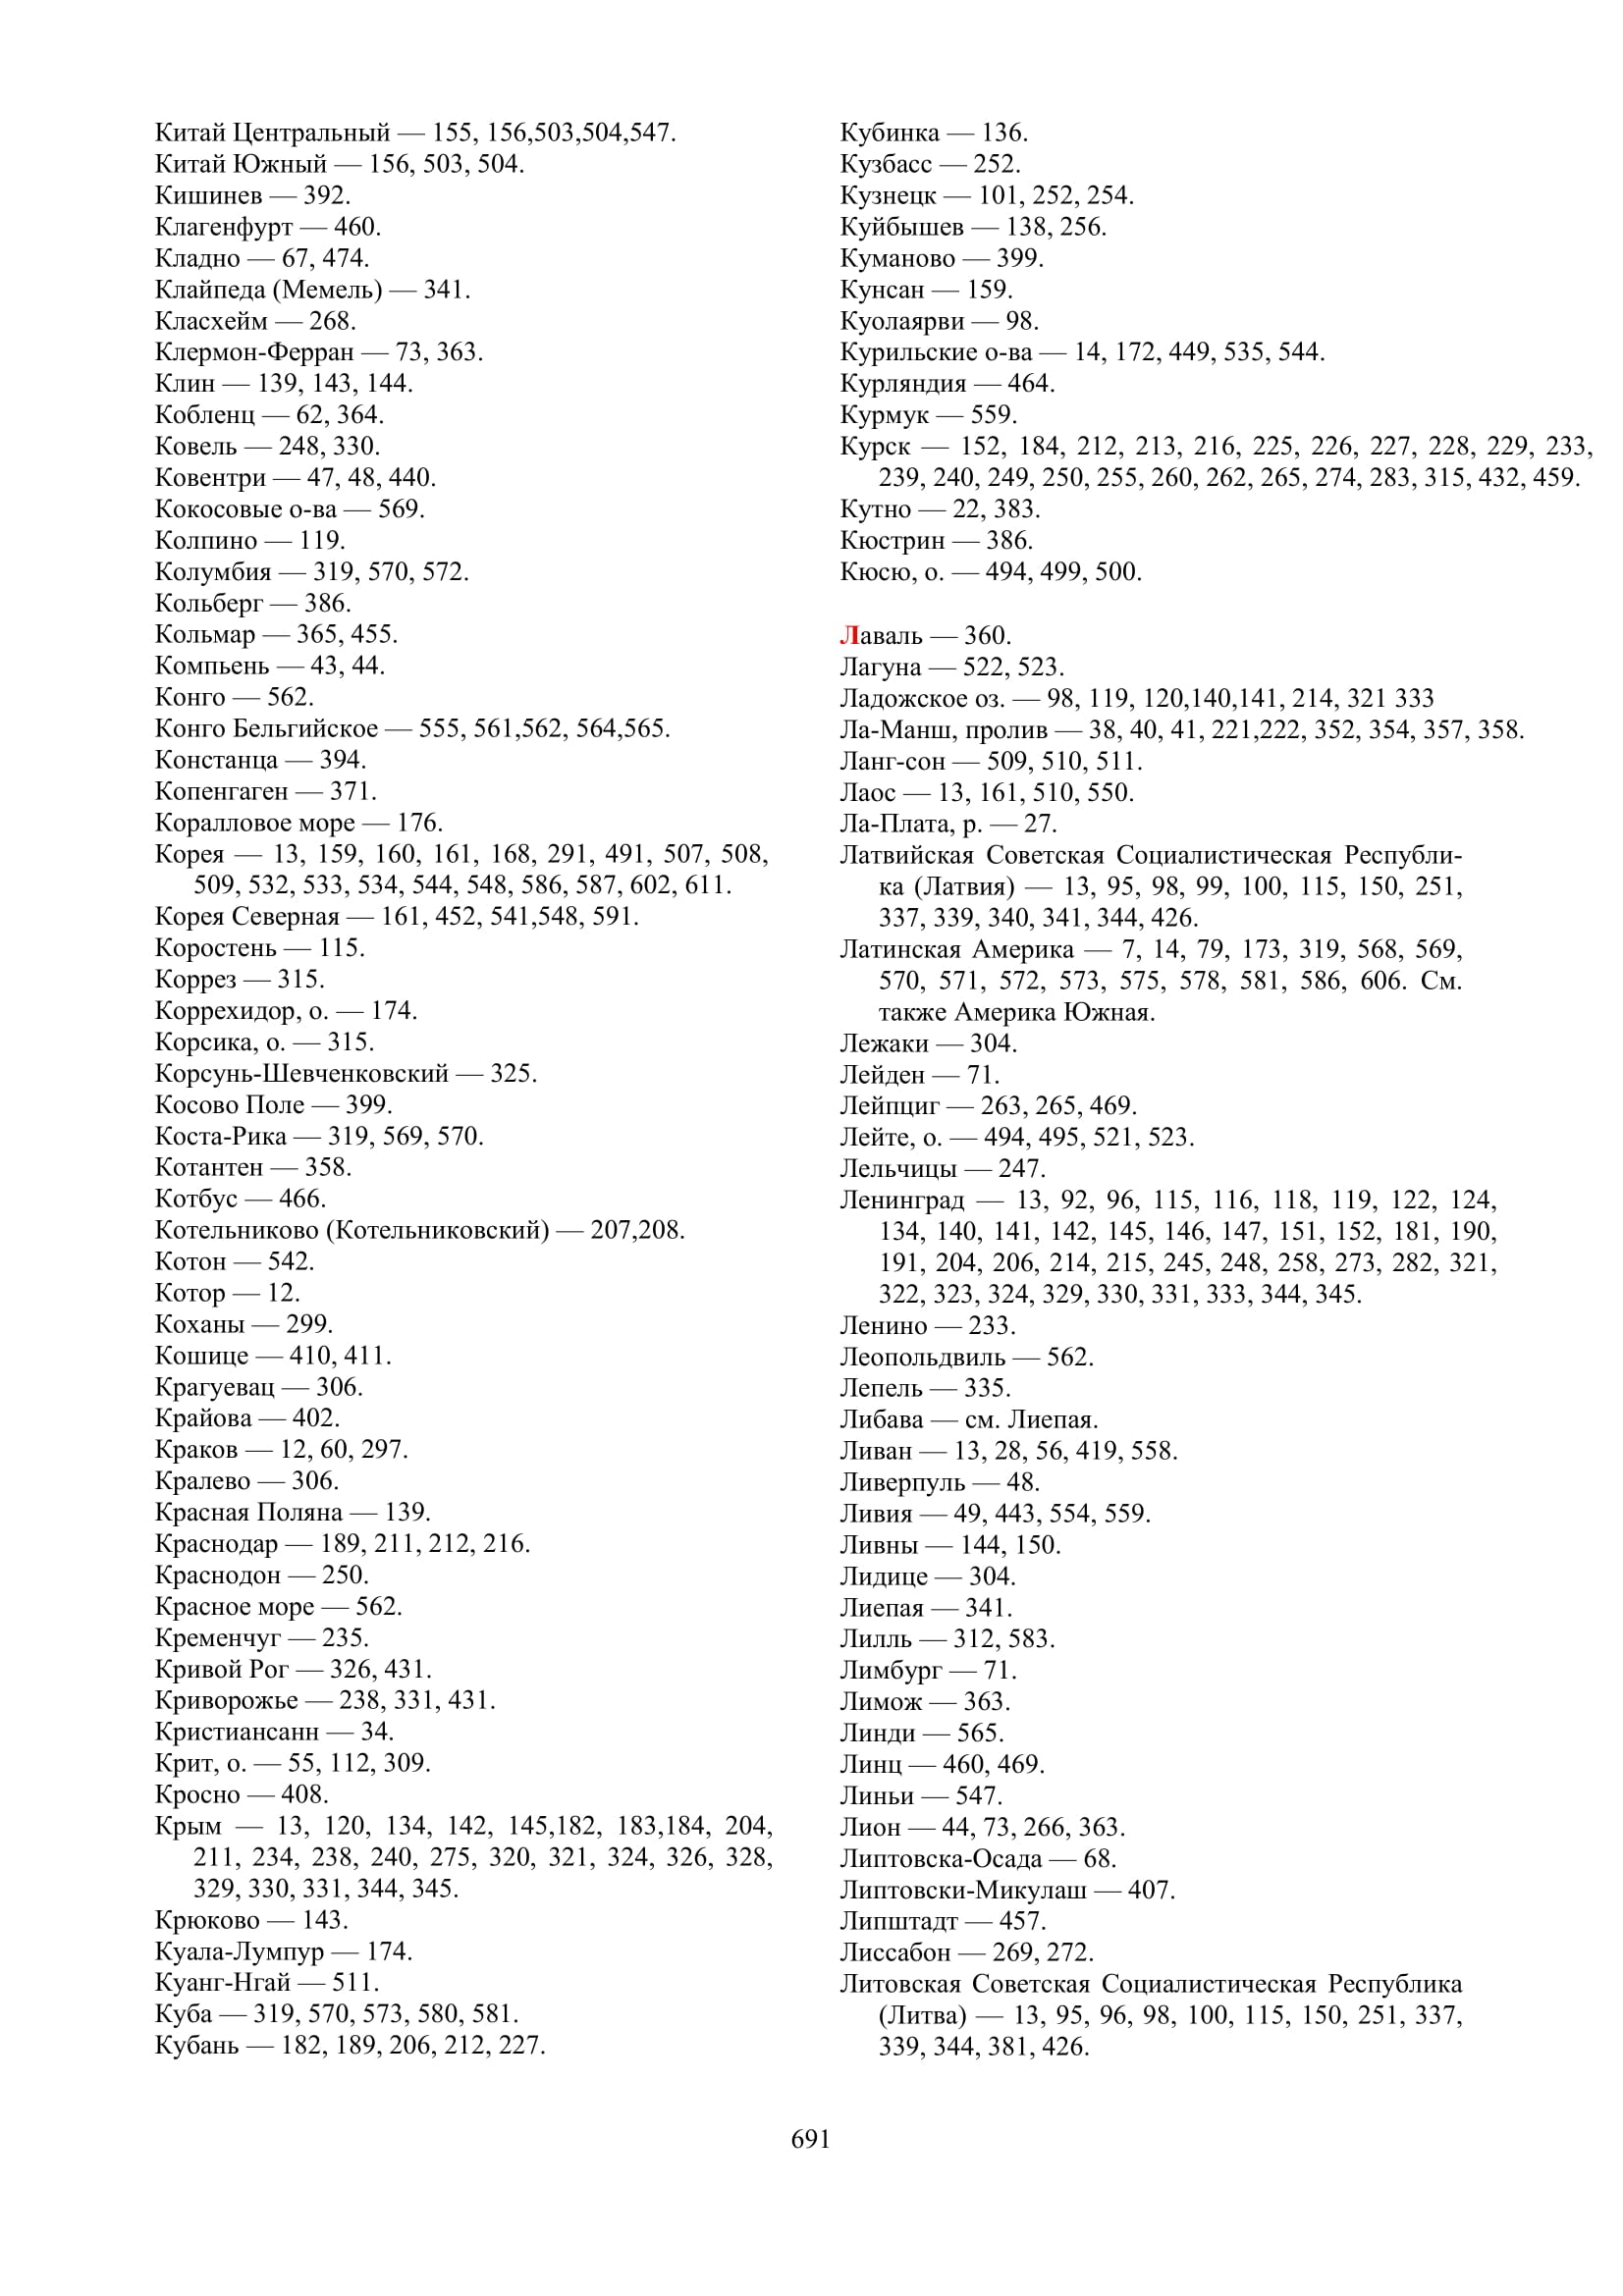 Китай Центральный — 155, 156,503,504,547.
Китай Южный — 156, 503, 504.
Кишинев — 392.
Клагенфурт — 460.
Кладно — 67, 474.
Клайпеда (Мемель) — 341.
Класхейм — 268.
Клермон-Ферран — 73, 363.
Клин — 139, 143, 144.
Кобленц — 62, 364.
Ковель — 248, 330.
Ковентри — 47, 48, 440.
Кокосовые о-ва — 569.
Колпино — 119.
Колумбия — 319, 570, 572.
Кольберг — 386.
Кольмар — 365, 455.
Компьень — 43, 44.
Конго — 562.
Конго Бельгийское — 555, 561,562, 564,565.
Констанца — 394.
Копенгаген — 371.
Коралловое море — 176.
Корея — 13, 159, 160, 161, 168, 291, 491, 507, 508,
509, 532, 533, 534, 544, 548, 586, 587, 602, 611.
Корея Северная — 161, 452, 541,548, 591.
Коростень — 115.
Коррез — 315.
Коррехидор, о. — 174.
Корсика, о. — 315.
Корсунь-Шевченковский — 325.
Косово Поле — 399.
Коста-Рика — 319, 569, 570.
Котантен — 358.
Котбус — 466.
Котельниково (Котельниковский) — 207,208.
Котон — 542.
Котор — 12.
Коханы — 299.
Кошице — 410, 411.
Крагуевац — 306.
Крайова — 402.
Краков — 12, 60, 297.
Кралево — 306.
Красная Поляна — 139.
Краснодар — 189, 211, 212, 216.
Краснодон — 250.
Красное море — 562.
Кременчуг — 235.
Кривой Рог — 326, 431.
Криворожье — 238, 331, 431.
Кристиансанн — 34.
Крит, о. — 55, 112, 309.
Кросно — 408.
Крым — 13, 120, 134, 142, 145,182, 183,184, 204,
211, 234, 238, 240, 275, 320, 321, 324, 326, 328,
329, 330, 331, 344, 345.
Крюково — 143.
Куала-Лумпур — 174.
Куанг-Нгай — 511.
Куба — 319, 570, 573, 580, 581.
Кубань — 182, 189, 206, 212, 227.
Кубинка — 136.
Кузбасс — 252.
Кузнецк — 101, 252, 254.
Куйбышев — 138, 256.
Куманово — 399.
Кунсан — 159.
Куолаярви — 98.
Курильские о-ва — 14, 172, 449, 535, 544.
Курляндия — 464.
Курмук — 559.
Курск — 152, 184, 212, 213, 216, 225, 226, 227, 228, 229, 233,
239, 240, 249, 250, 255, 260, 262, 265, 274, 283, 315, 432, 459.
Кутно — 22, 383.
Кюстрин — 386.
Кюсю, о. — 494, 499, 500.
Лаваль — 360.
Лагуна — 522, 523.
Ладожское оз. — 98, 119, 120,140,141, 214, 321 333
Ла-Манш, пролив — 38, 40, 41, 221,222, 352, 354, 357, 358.
Ланг-сон — 509, 510, 511.
Лаос — 13, 161, 510, 550.
Ла-Плата, р. — 27.
Латвийская Советская Социалистическая Республи-
ка (Латвия) — 13, 95, 98, 99, 100, 115, 150, 251,
337, 339, 340, 341, 344, 426.
Латинская Америка — 7, 14, 79, 173, 319, 568, 569,
570, 571, 572, 573, 575, 578, 581, 586, 606. См.
также Америка Южная.
Лежаки — 304.
Лейден — 71.
Лейпциг — 263, 265, 469.
Лейте, о. — 494, 495, 521, 523.
Лельчицы — 247.
Ленинград — 13, 92, 96, 115, 116, 118, 119, 122, 124,
134, 140, 141, 142, 145, 146, 147, 151, 152, 181, 190,
191, 204, 206, 214, 215, 245, 248, 258, 273, 282, 321,
322, 323, 324, 329, 330, 331, 333, 344, 345.
Ленино — 233.
Леопольдвиль — 562.
Лепель — 335.
Либава — см. Лиепая.
Ливан — 13, 28, 56, 419, 558.
Ливерпуль — 48.
Ливия — 49, 443, 554, 559.
Ливны — 144, 150.
Лидице — 304.
Лиепая — 341.
Лилль — 312, 583.
Лимбург — 71.
Лимож — 363.
Линди — 565.
Линц — 460, 469.
Линьи — 547.
Лион — 44, 73, 266, 363.
Липтовска-Осада — 68.
Липтовски-Микулаш — 407.
Липштадт — 457.
Лиссабон — 269, 272.
Литовская Советская Социалистическая Республика
(Литва) — 13, 95, 96, 98, 100, 115, 150, 251, 337,
339, 344, 381, 426.
691